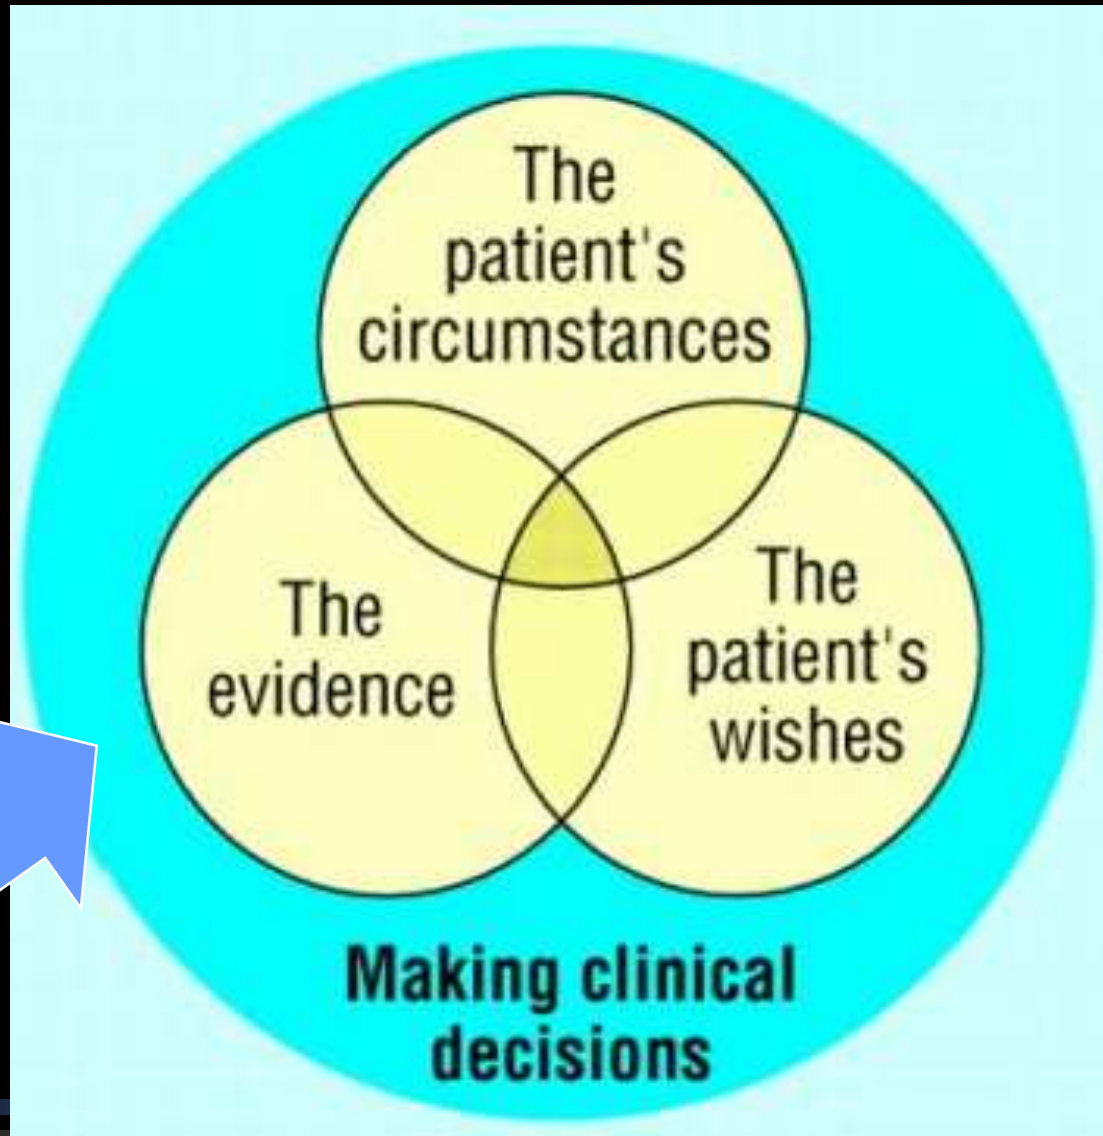 The
patient's
circumstances
The
evidence
The
patient's
wishes
Making clinical
decisions